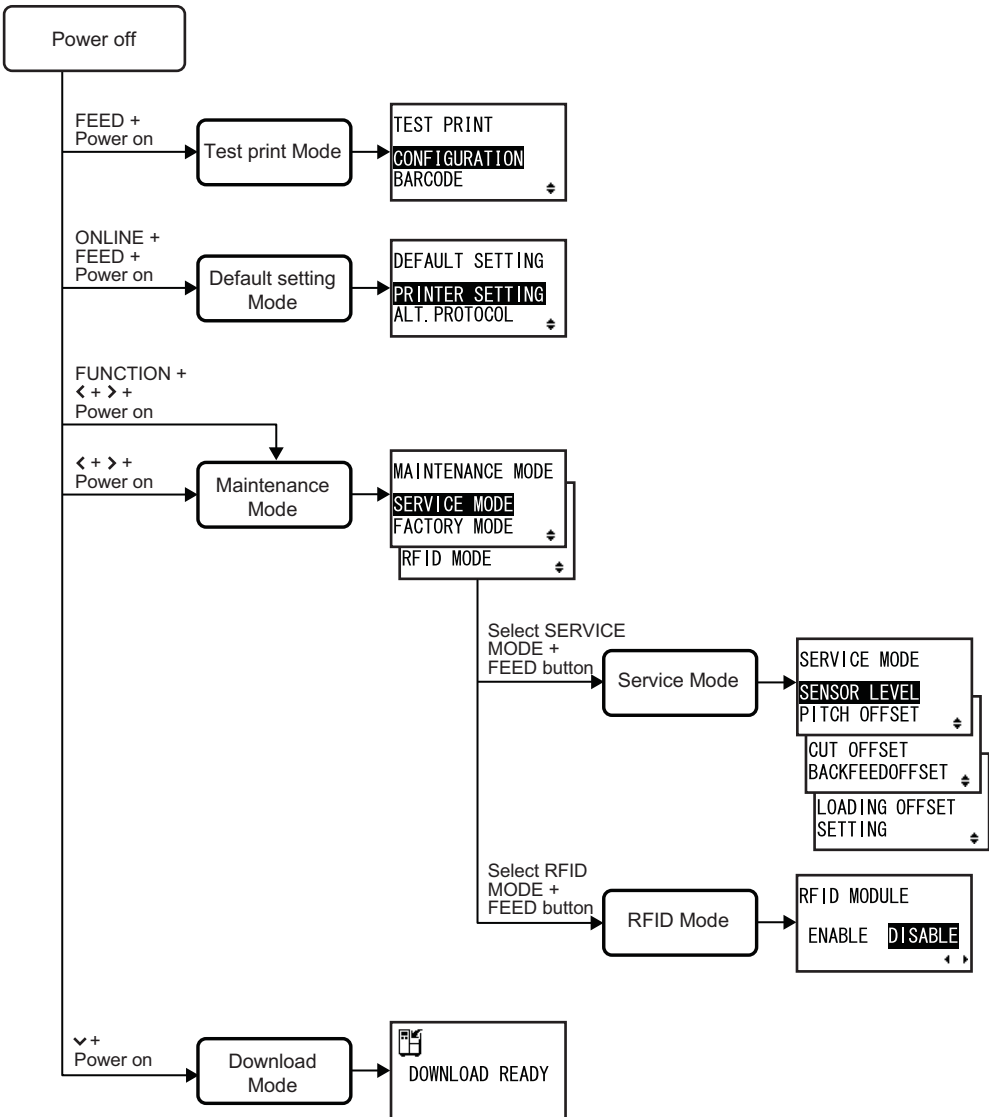 Power off
FEED +
Power on
Test print Mode
TEST PRINT
CONFIGURATION
BARCODE
ONLINE +
FEED +
Power on
Default setting
Mode
DEFAULT SETTING
PRINTER SETTING
ALT.PROTOCOL
FUNCTION +
< + > +
Power on
< + > +
Power on
Maintenance
Mode
MAINTENANCE MODE
SERVICE MODE
FACTORY MODE
RFID MODE
Select SERVICE
MODE +
FEED button
Service Mode
SERVICE MODE
SENSOR LEVEL
PITCH OFFSET
CUT OFFSET
BACKFEEDOFFSET
LOADING OFFSET
SETTING
Select RFID
MODE +
FEED button
RFID Mode
RFID MODULE
ENABLE DISABLE
∨ +
Power on
Download
Mode
DOWNLOAD READY